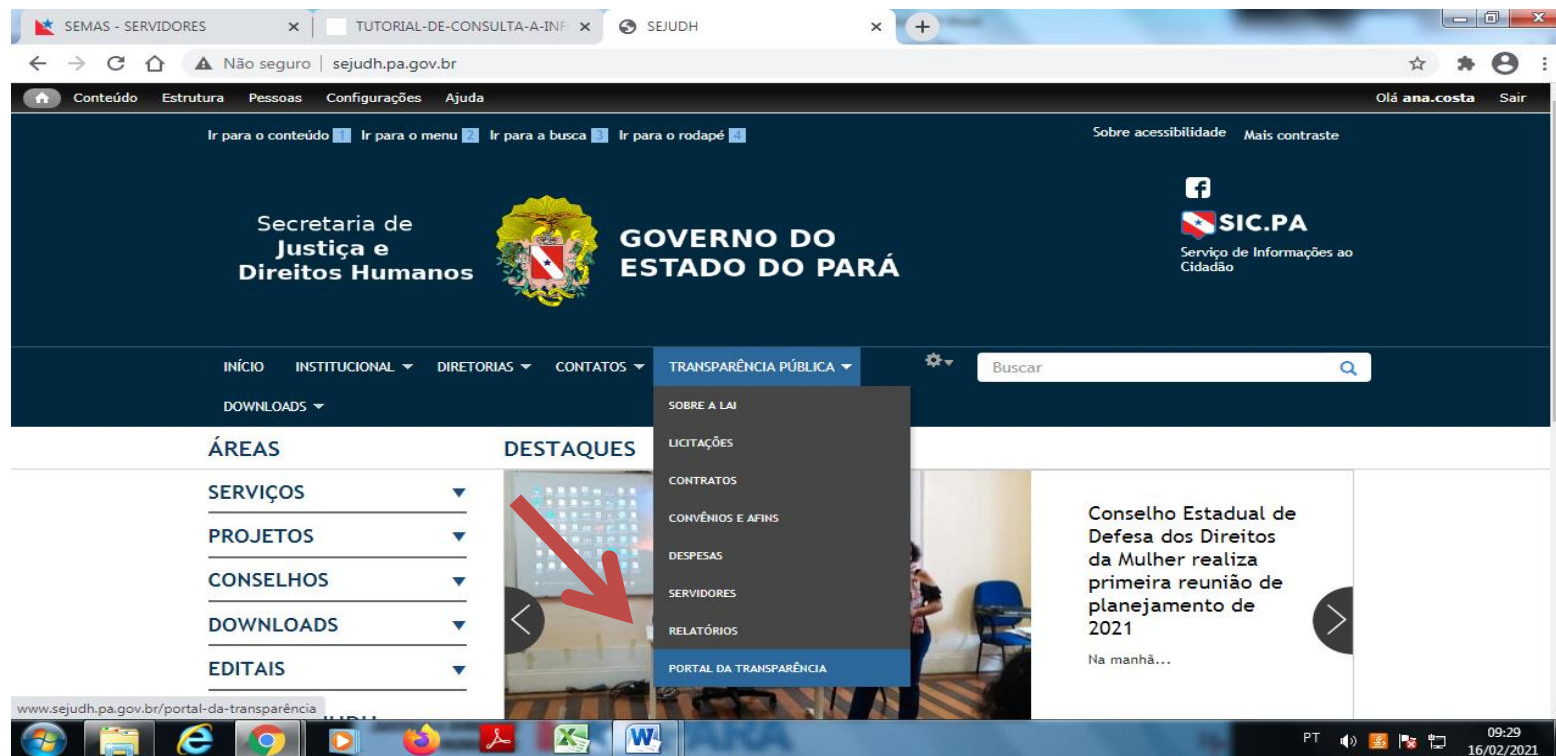 SEMAS - SERVIDORES
TUTORIAL-DE-CONSULTA-A-INF
SEJUDH
Não seguro | sejudh.pa.gov.br
Conteúdo Estrutura Pessoas Configurações Ajuda
Olá ana.costa Sair
Ir para o conteúdo 1 Ir para o menu 2 Ir para a busca 3 Ir para o rodapé 4
Sobre acessibilidade Mais contraste
Secretaria de
Justiça e
Direitos Humanos
GOVERNO DO
ESTADO DO PARÁ
SIC.PA
Serviço de Informações ao
Cidadão
INÍCIO INSTITUCIONAL DIRETORIAS CONTATOS TRANSPARÊNCIA PÚBLICA
Buscar
DOWNLOADS
SOBRE A LAI
LICITAÇÕES
CONTRATOS
CONVÊNIOS E AFINS
DESPESAS
SERVIDORES
RELATÓRIOS
PORTAL DA TRANSPARÊNCIA
ÁREAS
SERVIÇOS
PROJETOS
CONSELHOS
DOWNLOADS
EDITAIS
DESTAQUES
Conselho Estadual de
Defesa dos Direitos
da Mulher realiza
primeira reunião de
planejamento de
2021
Na manhã...
www.sejudh.pa.gov.br/portal-da-transparência
PT
09:29
16/02/2021